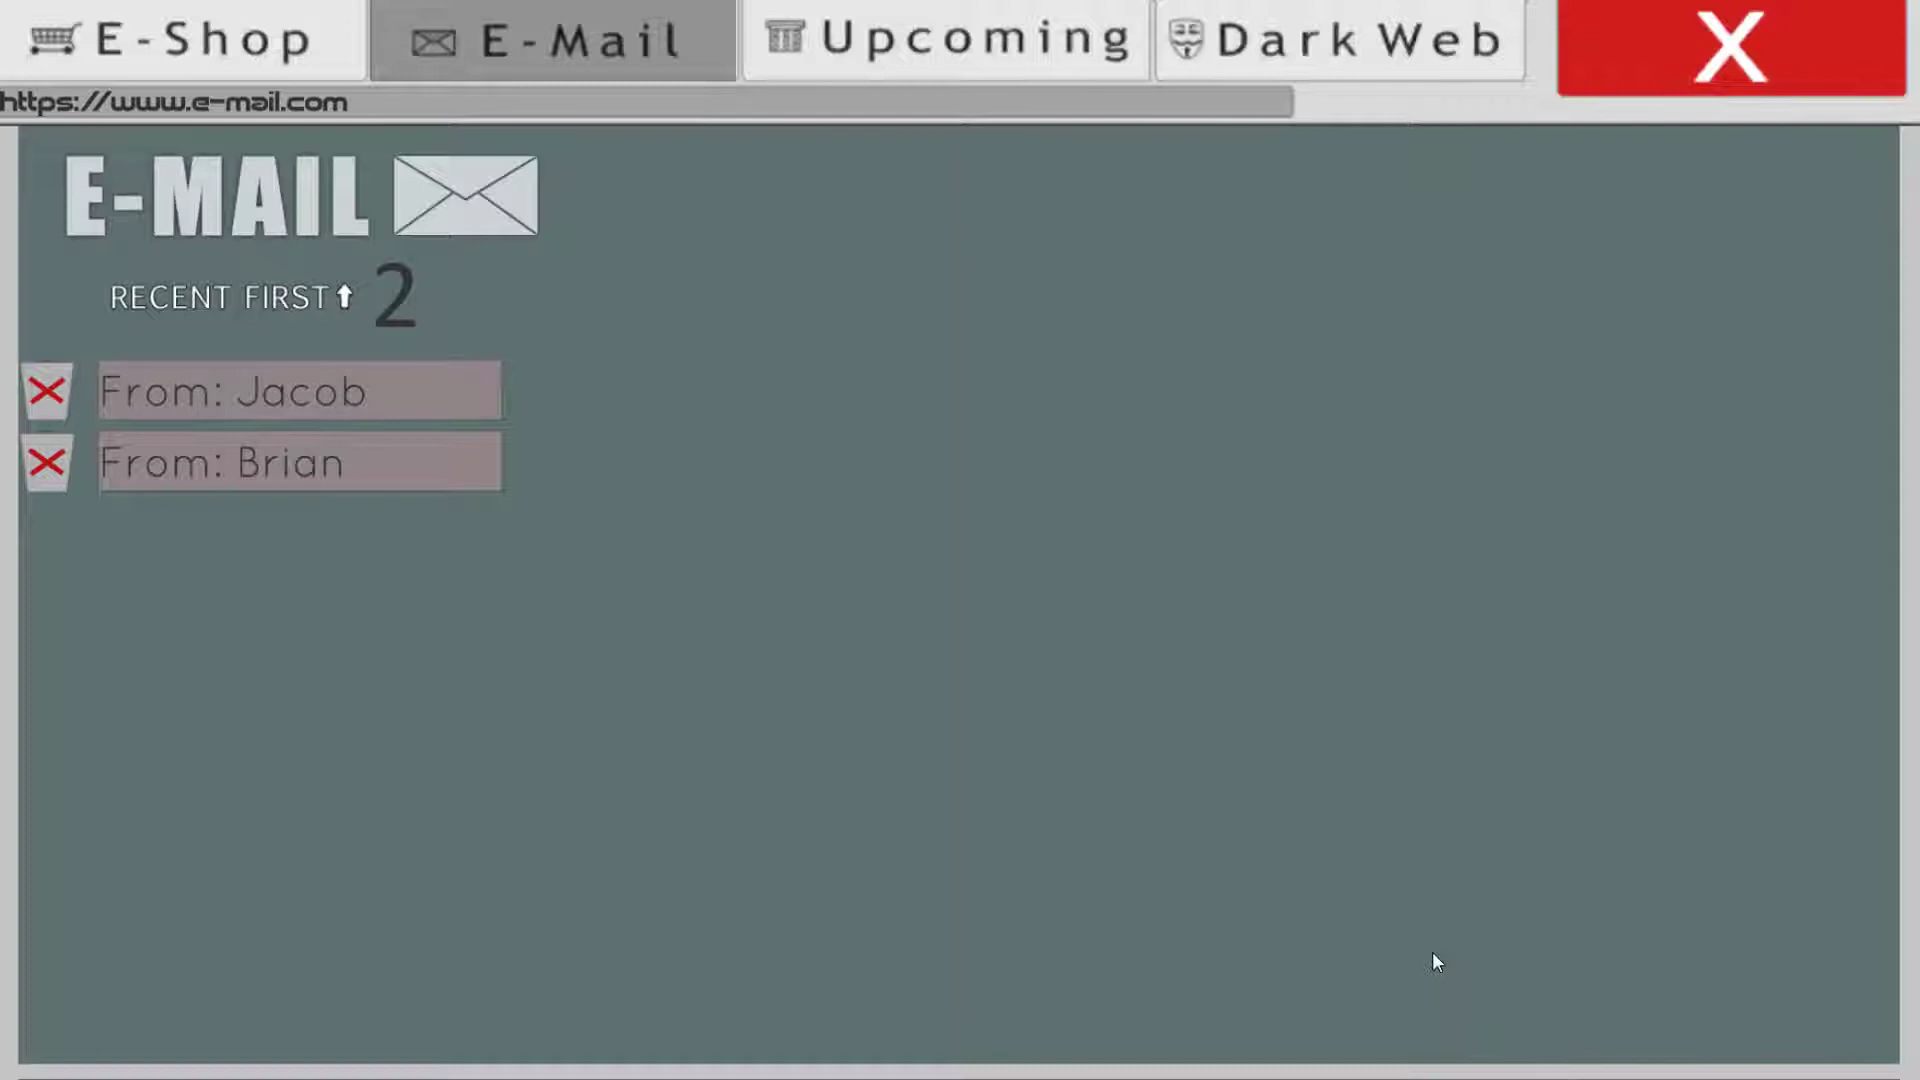 E-Shop
E-Mail
Upcoming
Dark Web
X
https://www.e-mail.com
E-MAIL
RECENT FIRST 2
From: Jacob
From: Brian